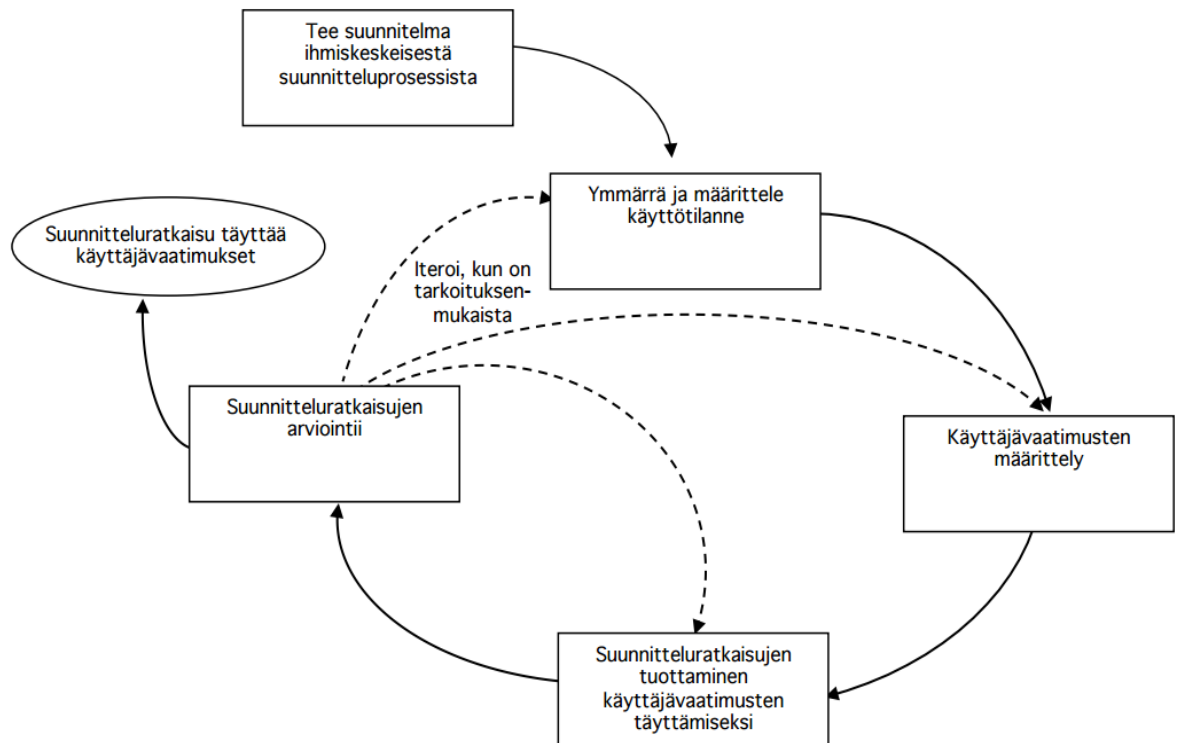 Tee suunnitelma
ihmiskeskeisestä
suunnitteluprosessista
Ymmärrä ja määrittele
käyttötilanne
Suunnitteluratkaisu täyttää
käyttäjävaatimukset
Iteroi, kun on
tarkoituksen-
mukaista
Suunnitteluratkaisujen
arviointii
Käyttäjävaatimusten
määrittely
Suunnitteluratkaisujen
tuottaminen
käyttäjävaatimusten
täyttämiseksi